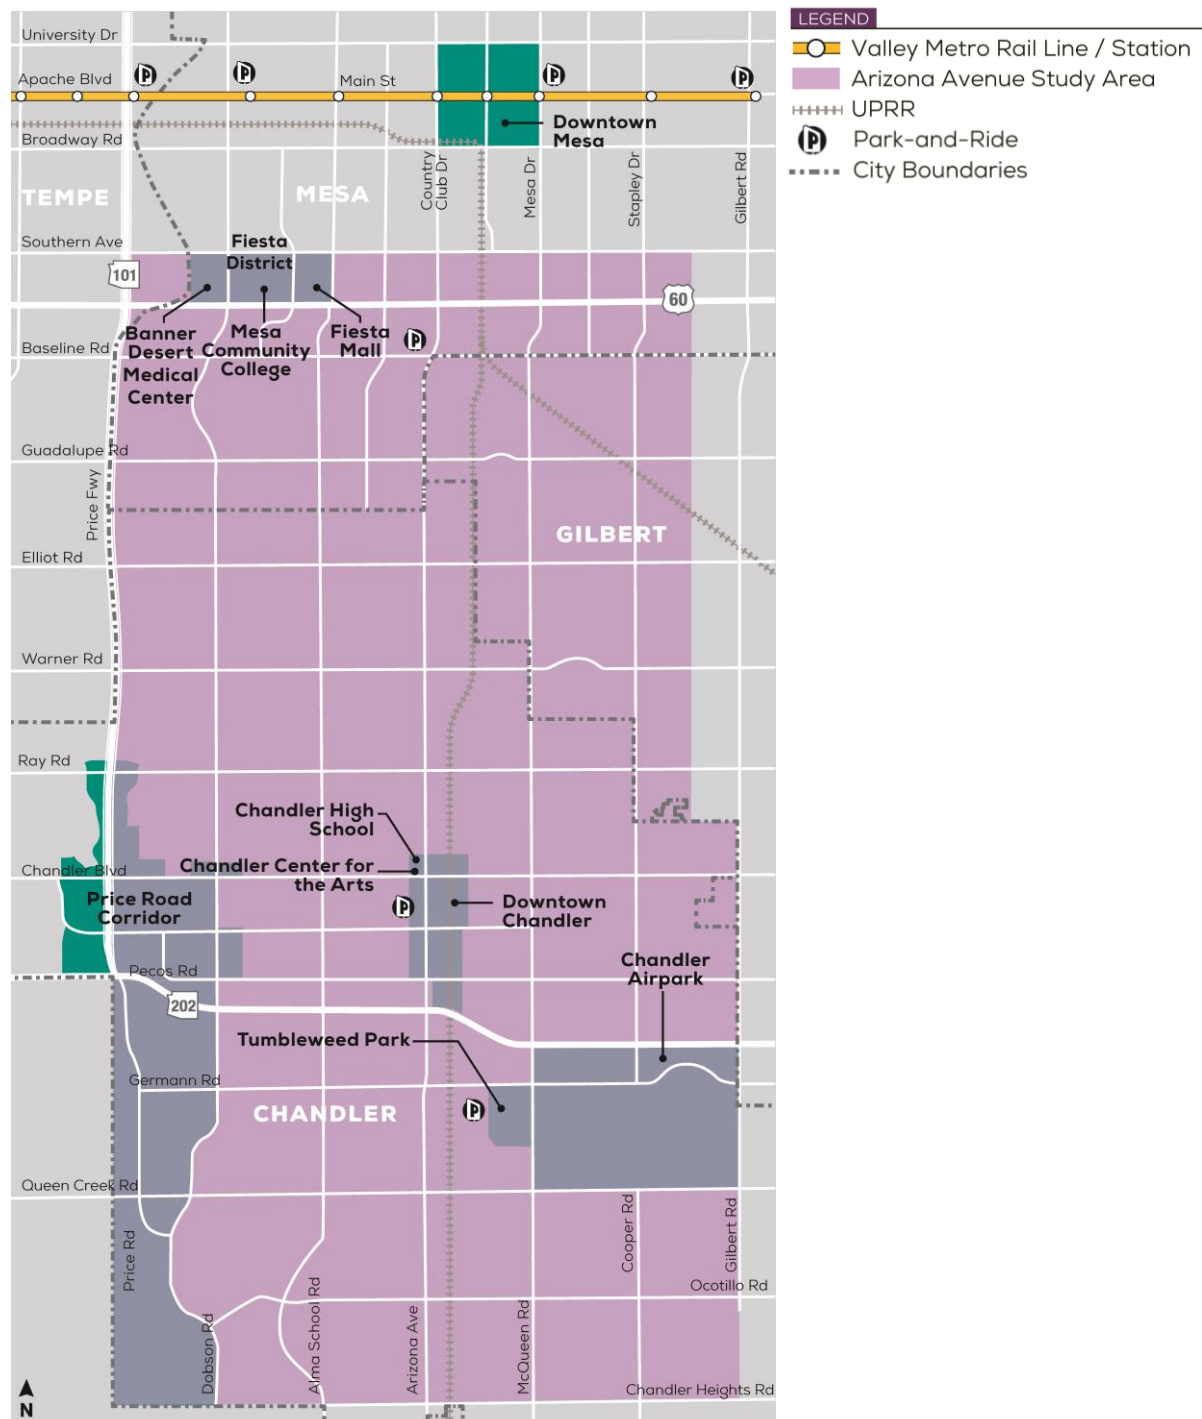 LEGEND
Valley Metro Rail Line / Station
Arizona Avenue Study Area
UPRR
Park-and-Ride
City Boundaries
University Dr
Apache Blvd
Main St
P
P
P
P
Downtown
Mesa
Broadway Rd
Country
Club Dr
Mesa Dr
Stapley Dr
Gilbert Rd
TEMPE
MESA
Southern Ave
Fiesta
District
101
60
Banner
Desert
Medical
Center
Mesa
Community
College
Fiesta
Mall
P
Baseline Rd
Guadalupe Rd
Price Fwy
GILBERT
Elliot Rd
Warner Rd
Ray Rd
Chandler High
School
Chandler Center for
the Arts
Chandler Blvd
Price Road
Corridor
P
Downtown
Chandler
Pecos Rd
Chandler
Airpark
202
Tumbleweed Park
Germann Rd
CHANDLER
P
Queen Creek Rd
Price Rd
Dobson Rd
Alma School Rd
Arizona Ave
McQueen Rd
Cooper Rd
Gilbert Rd
Ocotillo Rd
Chandler Heights Rd
N